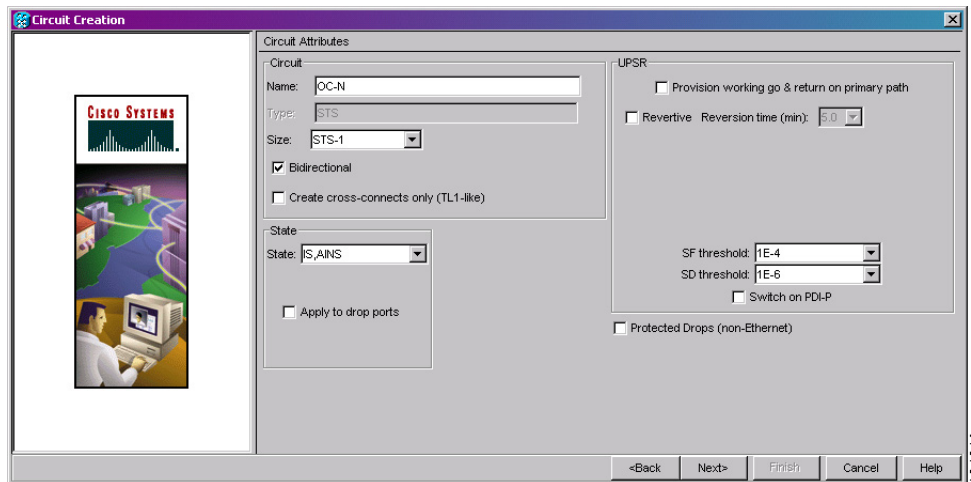 Circuit Creation
CISCO SYSTEMS
Circuit Attributes
Circuit
Name: OC-N
Type: STS
Size: STS-1
Bidirectional
Create cross-connects only (TL1-like)
State
State: IS,AINS
Apply to drop ports
UPSR
Provision working go & return on primary path
Revertive Reversion time (min): 5.0
SF threshold: 1E-4
SD threshold: 1E-6
Switch on PDI-P
Protected Drops (non-Ethernet)
<Back Next> Finish Cancel Help